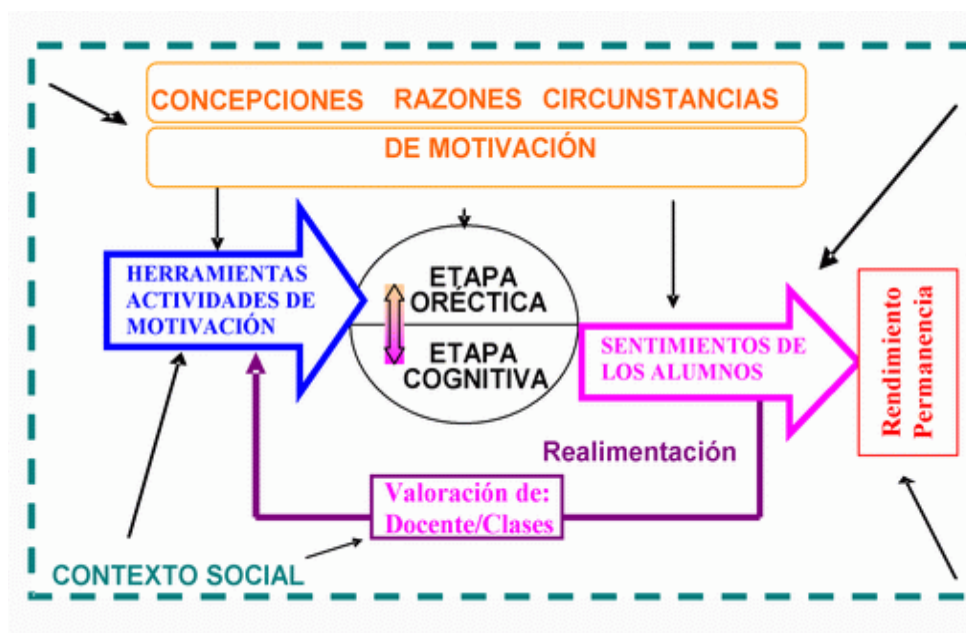 CONCEPCIONES RAZONES CIRCUNSTANCIAS
DE MOTIVACIÓN
HERRAMIENTAS
ACTIVIDADES DE
MOTIVACIÓN
ETAPA
ORÉCTICA
ETAPA
COGNITIVA
SENTIMIENTOS DE
LOS ALUMNOS
Rendimiento
Permanencia
Realimentación
Valoración de:
Docente/Clases
CONTEXTO SOCIAL